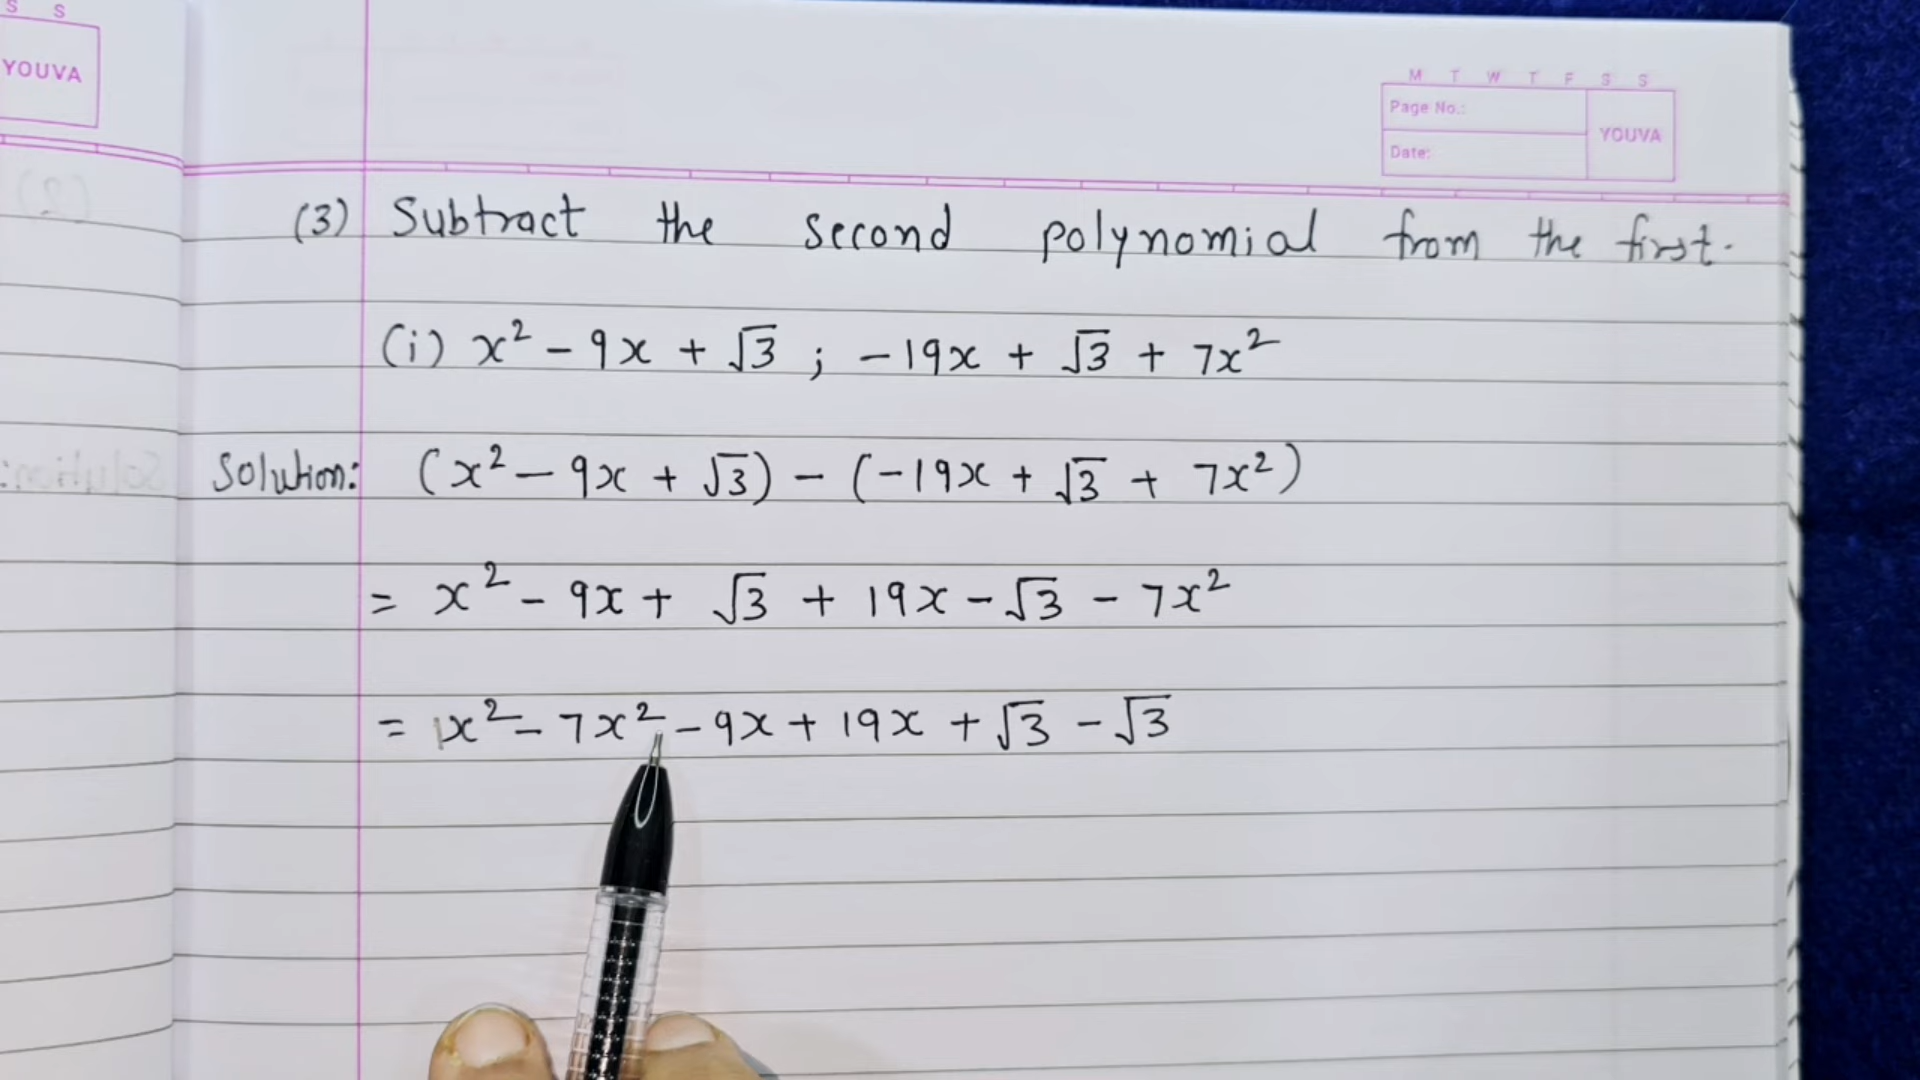 S S
YOUVA
M T W T F S S
Page No.:
YOUVA
Date:
(3) Subtract the second polynomial from the first.
(i) x² - 9x + √3 ; -19x + √3 + 7x²
Solution: (x² - 9x + √3) - (-19x + √3 + 7x²)
= x² - 9x + √3 + 19x - √3 - 7x²
= 1x² - 7x² - 9x + 19x + √3 - √3